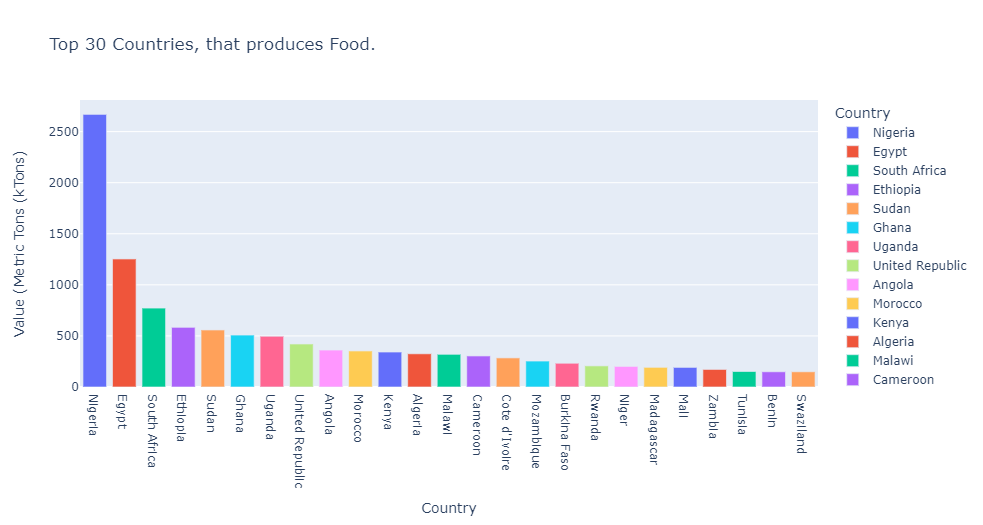 Top 30 Countries, that produces Food.
Value (Metric Tons (kTons)
2500
2000
1500
1000
500
0
Nigeria
Egypt
South Africa
Ethiopia
Sudan
Ghana
Uganda
United Republic
Angola
Morocco
Kenya
Algeria
Malawi
Cameroon
Cote d'Ivoire
Mozambique
Burkina Faso
Rwanda
Niger
Madagascar
Mali
Zambia
Tunisia
Benin
Swaziland
Country
Country
Nigeria
Egypt
South Africa
Ethiopia
Sudan
Ghana
Uganda
United Republic
Angola
Morocco
Kenya
Algeria
Malawi
Cameroon